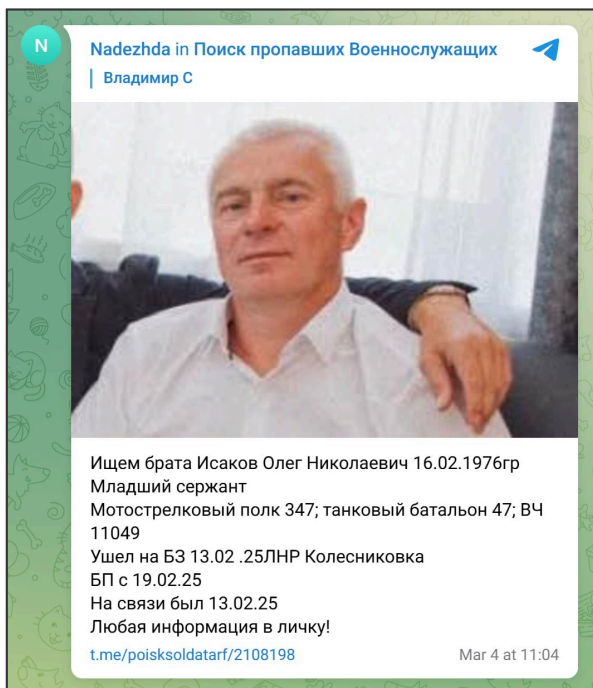 N
Nadezhda in Поиск пропавших Военнослужащих
Владимир С
Ищем брата Исаков Олег Николаевич 16.02.1976гр
Младший сержант
Мотострелковый полк 347; танковый батальон 47; ВЧ
11049
Ушел на БЗ 13.02 .25ЛНР Колесниковка
БП с 19.02.25
На связи был 13.02.25
Любая информация в личку!
t.me/poisksoldatarf/2108198 Mar 4 at 11:04